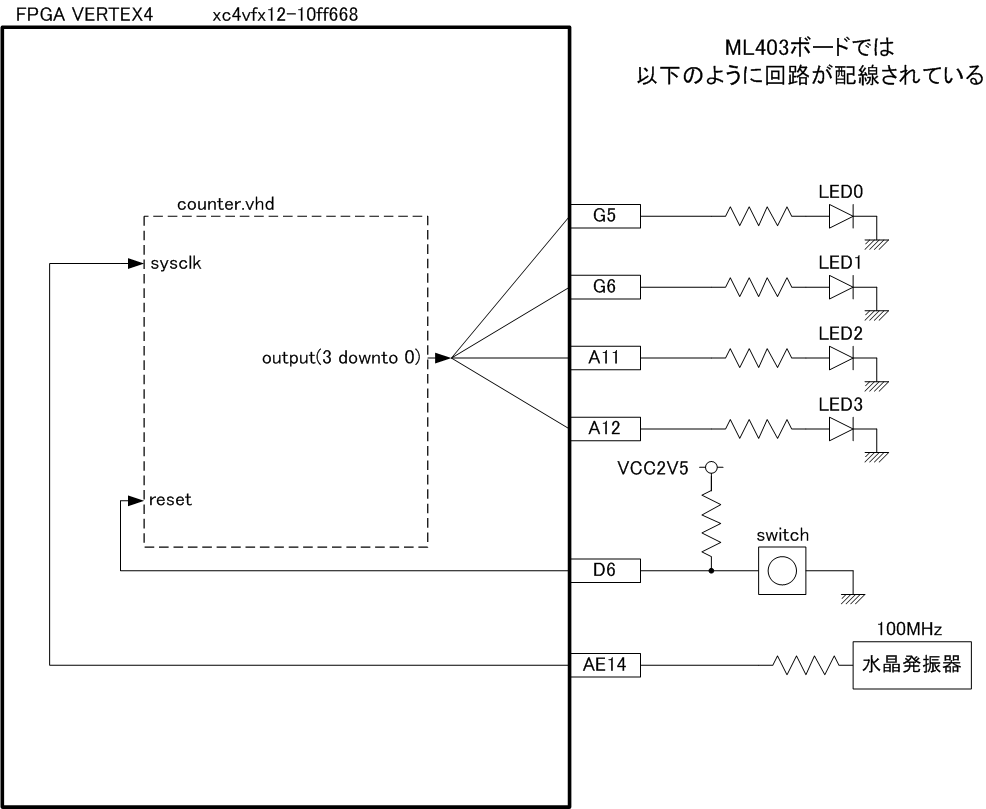 FPGA VERTEX4 xc4vfx12-10ff668
ML403ボードでは
以下のように回路が配線されている
counter.vhd
sysclk
output(3 downto 0)
reset
G5
LED0
G6
LED1
A11
LED2
A12
LED3
VCC2V5
switch
D6
100MHz
AE14
水晶発振器